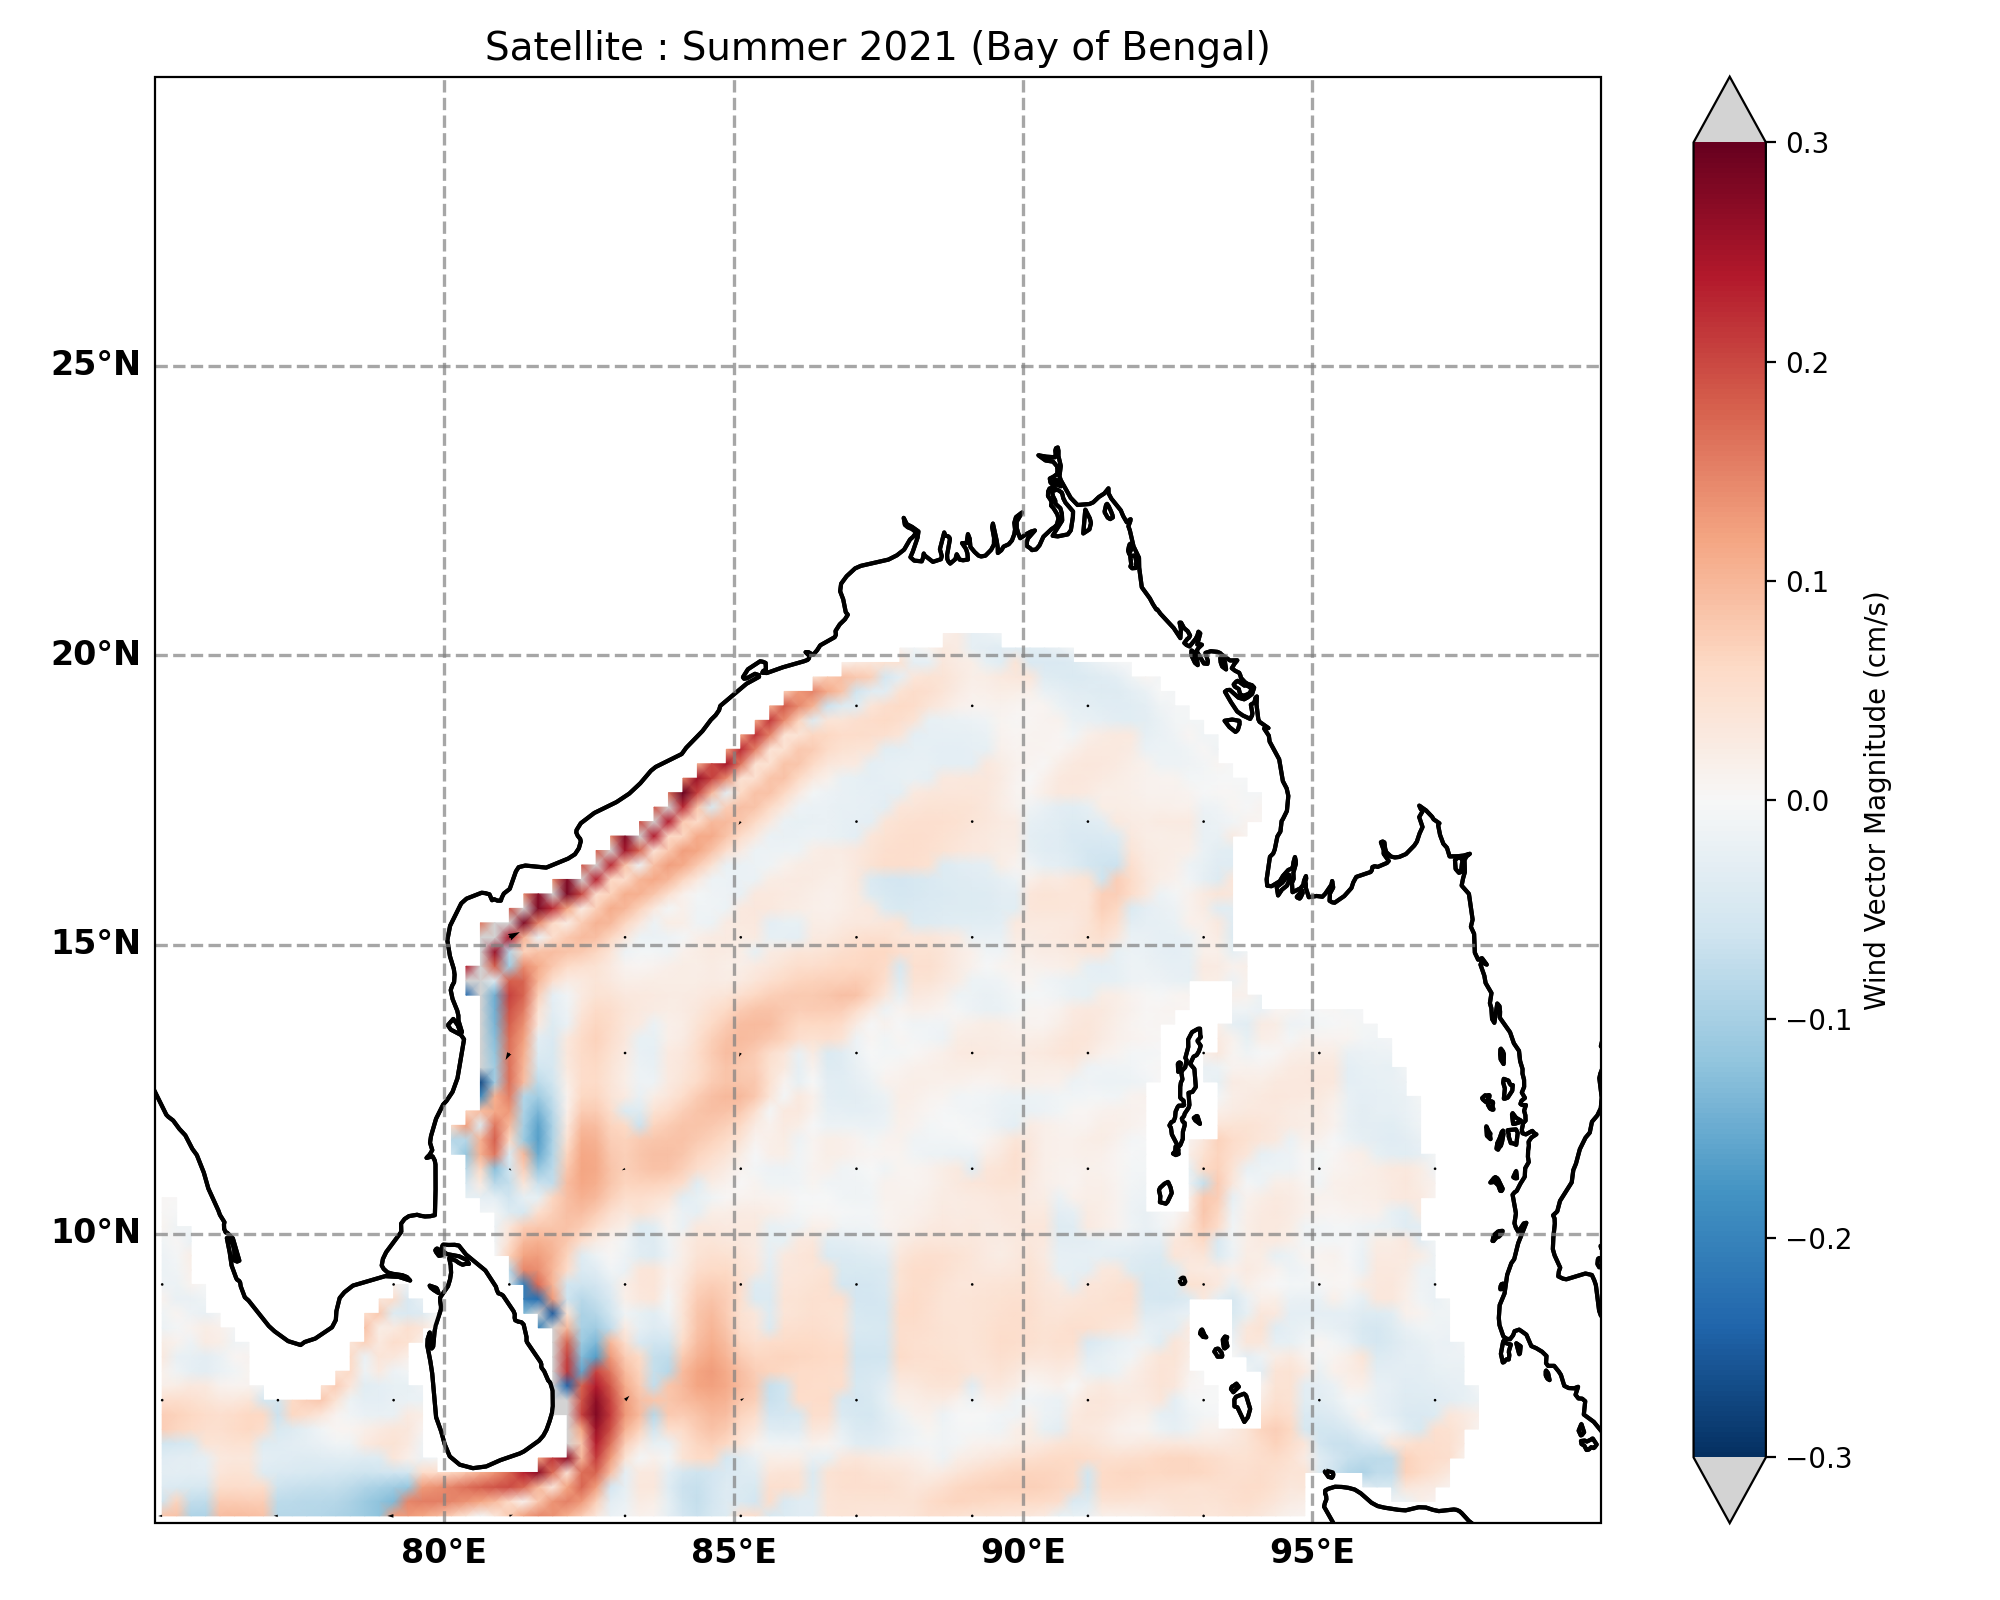 Satellite : Summer 2021 (Bay of Bengal)
25°N
20°N
15°N
10°N
80°E
85°E
90°E
95°E
0.3
0.2
0.1
0.0
−0.1
−0.2
−0.3
Wind Vector Magnitude (cm/s)